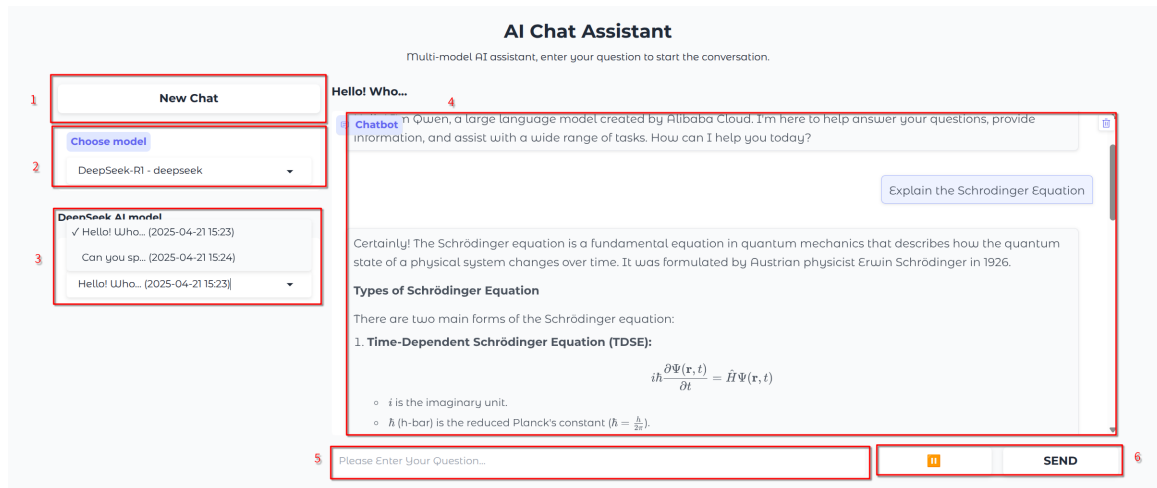 AI Chat Assistant
Multi-model AI assistant, enter your question to start the conversation.
1
New Chat
Hello! Who...
4
Chatbot
n Qwen, a large language model created by Alibaba Cloud. I'm here to help answer your questions, provide
information, and assist with a wide range of tasks. How can I help you today?
2
Choose model
DeepSeek-R1 - deepseek
Explain the Schrodinger Equation
3
DeepSeek AI model
✓ Hello! Who... (2025-04-21 15:23)
Can you sp... (2025-04-21 15:24)
Hello! Who... (2025-04-21 15:23)
Certainly! The Schrödinger equation is a fundamental equation in quantum mechanics that describes how the quantum
state of a physical system changes over time. It was formulated by Austrian physicist Erwin Schrödinger in 1926.
Types of Schrödinger Equation
There are two main forms of the Schrödinger equation:
1. Time-Dependent Schrödinger Equation (TDSE):
iℏ ∂Ψ(r, t)/∂t = ĤΨ(r, t)
i is the imaginary unit.
ℏ (h-bar) is the reduced Planck's constant (ℏ = h/2π).
5
Please Enter Your Question...
SEND
6